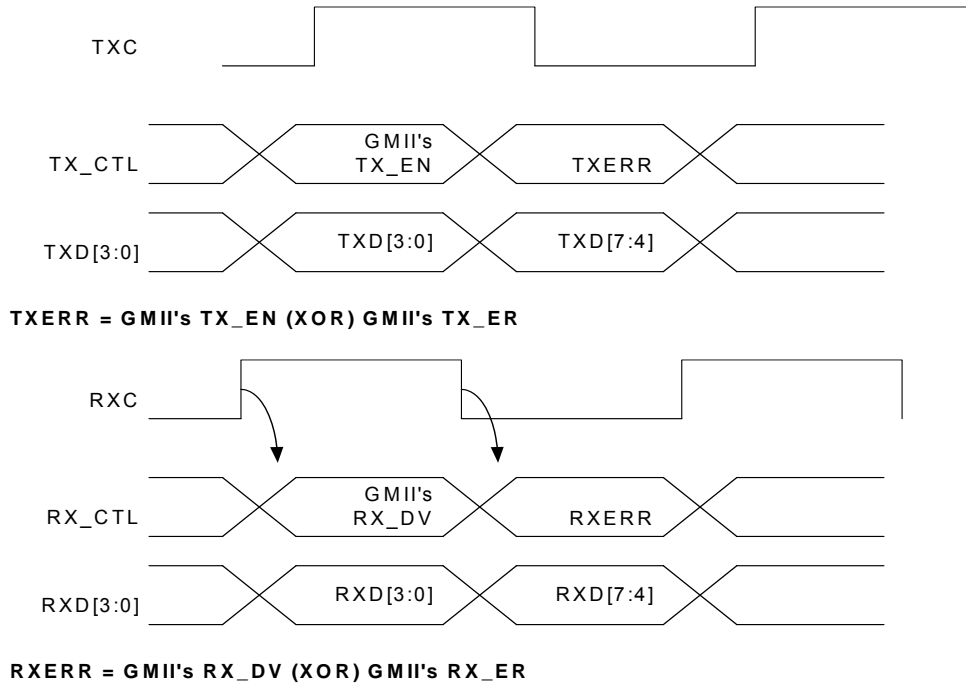 TXC
GMII's
TX_CTL TX_EN TXERR
TXD[3:0] TXD[3:0] TXD[7:4]
TXERR = GMII's TX_EN (XOR) GMII's TX_ER
RXC
GMII's
RX_CTL RX_DV RXERR
RXD[3:0] RXD[3:0] RXD[7:4]
RXERR = GMII's RX_DV (XOR) GMII's RX_ER